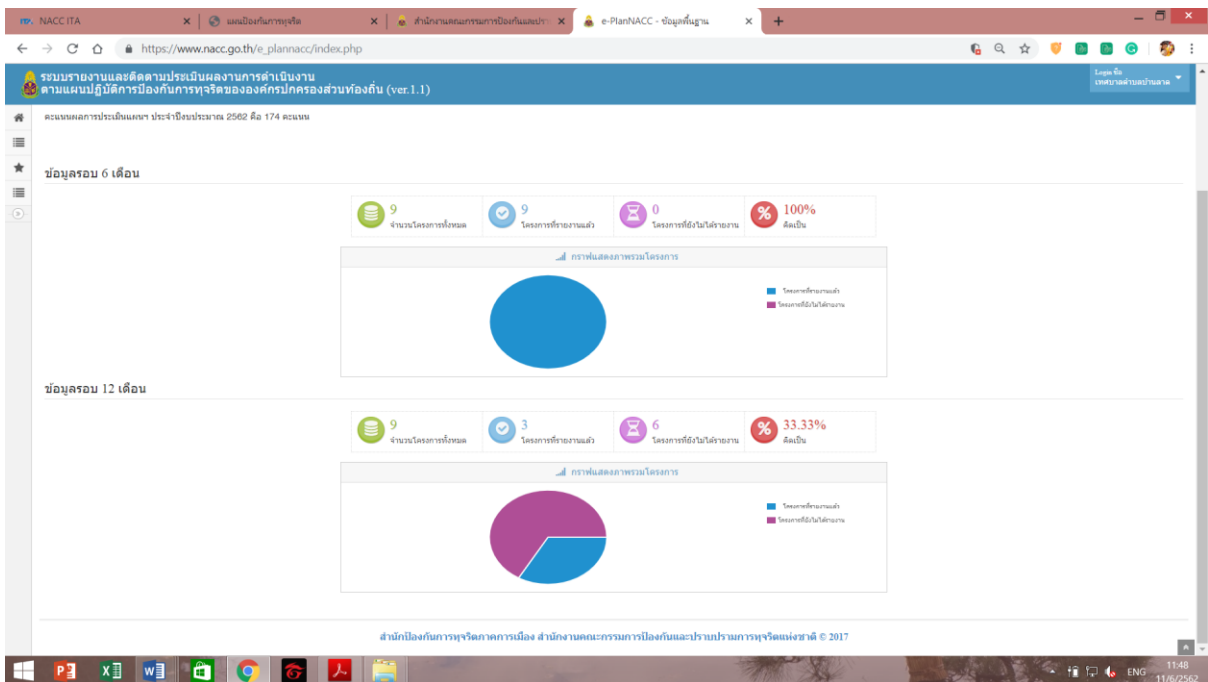 NACC ITA
แผนป้องกันการทุจริต
สำนักงานคณะกรรมการป้องกันและปรา
e-PlanNACC - ข้อมูลพื้นฐาน
https://www.nacc.go.th/e_plannacc/index.php
ระบบรายงานและติดตามประเมินผลงานการดำเนินงาน
ตามแผนปฏิบัติการป้องกันการทุจริตขององค์กรปกครองส่วนท้องถิ่น (ver.1.1)
Login ชื่อ
เทศบาลตำบลบ้านลาด
คะแนนผลการประเมินแผนฯ ประจำปีงบประมาณ 2562 คือ 174 คะแนน
ข้อมูลรอบ 6 เดือน
9 9 0 100%
จำนวนโครงการทั้งหมด โครงการที่รายงานแล้ว โครงการที่ยังไม่ได้รายงาน คิดเป็น
กราฟแสดงภาพรวมโครงการ
โครงการที่รายงานแล้ว
โครงการที่ยังไม่ได้รายงาน
ข้อมูลรอบ 12 เดือน
9 3 6 33.33%
จำนวนโครงการทั้งหมด โครงการที่รายงานแล้ว โครงการที่ยังไม่ได้รายงาน คิดเป็น
กราฟแสดงภาพรวมโครงการ
โครงการที่รายงานแล้ว
โครงการที่ยังไม่ได้รายงาน
สำนักป้องกันการทุจริตภาคการเมือง สำนักงานคณะกรรมการป้องกันและปราบปรามการทุจริตแห่งชาติ © 2017
ENG
11:48
11/6/2562